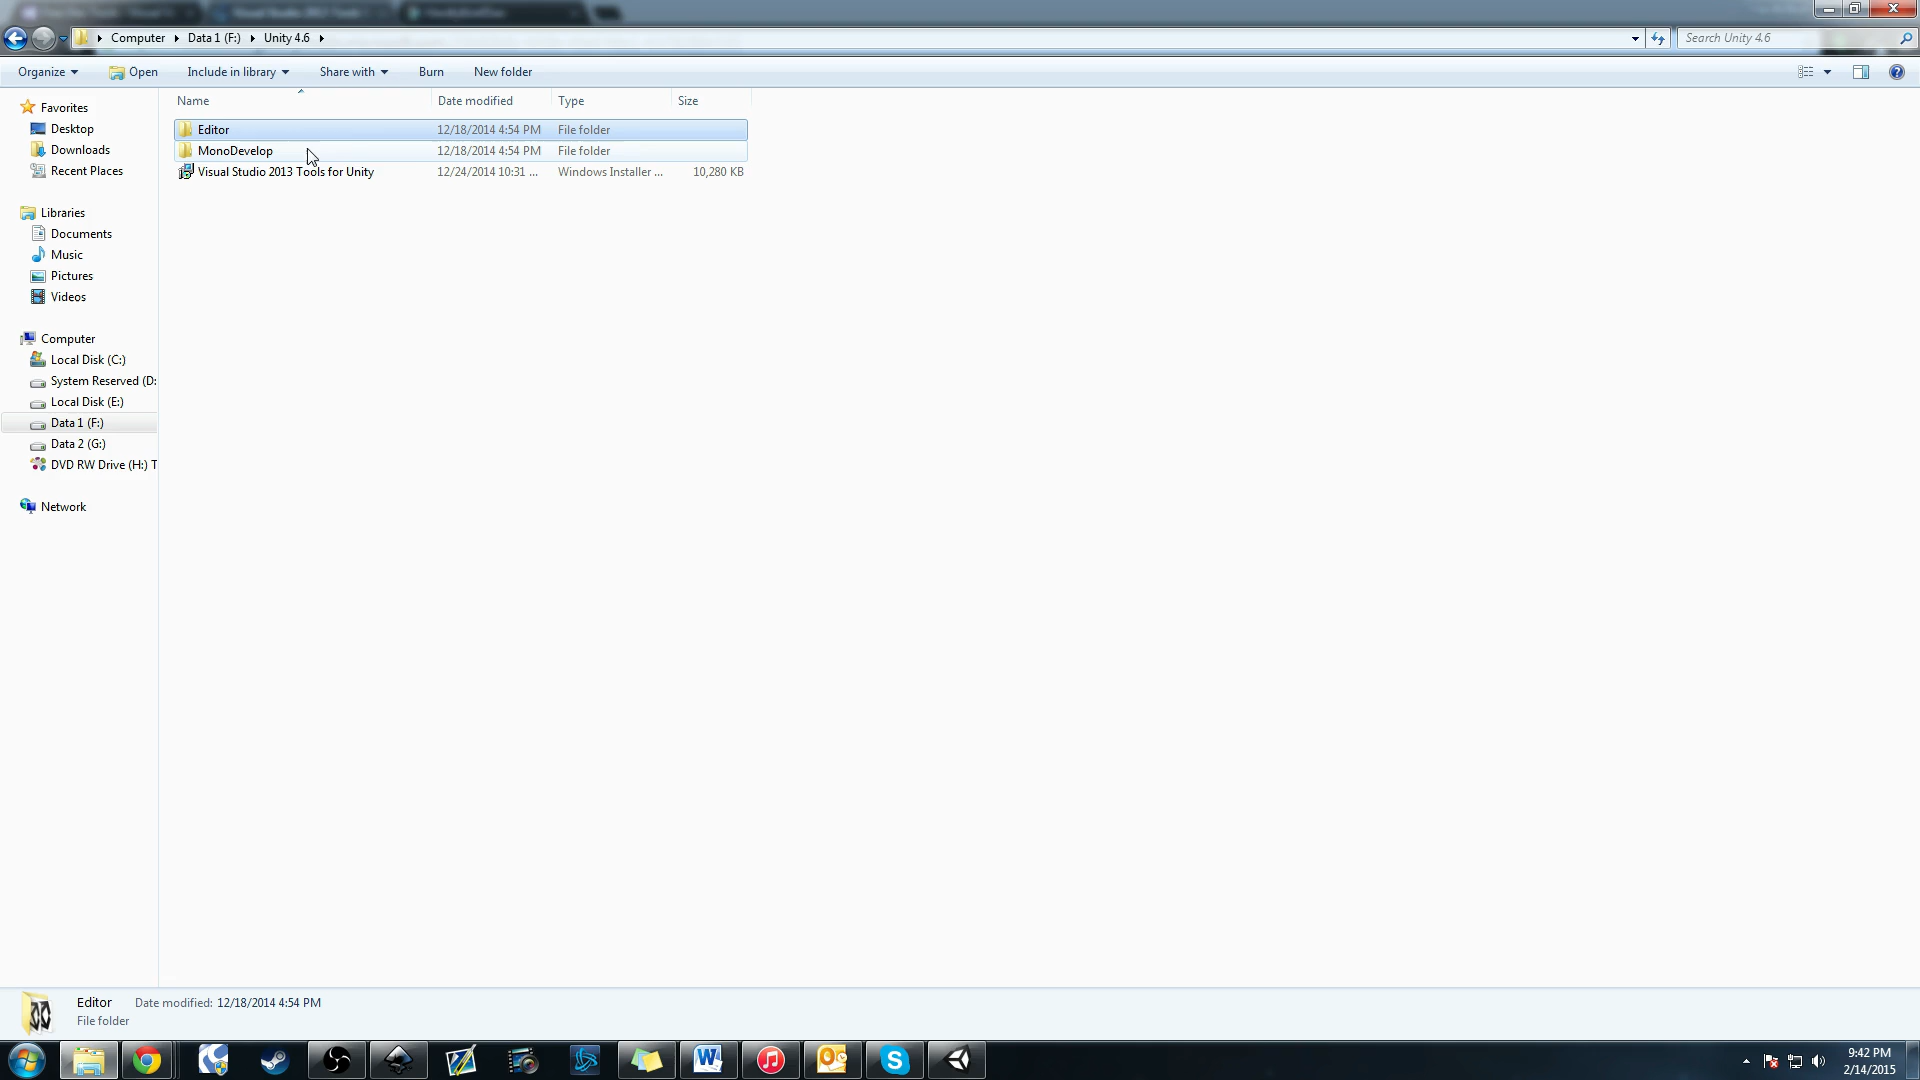 Computer Data 1 (F:) Unity 4.6 Search Unity 4.6
Organize Open Include in library Share with Burn New folder
Name Date modified Type Size
Editor 12/18/2014 4:54 PM File folder
MonoDevelop 12/18/2014 4:54 PM File folder
Visual Studio 2013 Tools for Unity 12/24/2014 10:31 ... Windows Installer ... 10,280 KB
Favorites
Desktop
Downloads
Recent Places
Libraries
Documents
Music
Pictures
Videos
Computer
Local Disk (C:)
System Reserved (D:
Local Disk (E:)
Data 1 (F:)
Data 2 (G:)
DVD RW Drive (H:) T
Network
Editor Date modified: 12/18/2014 4:54 PM
File folder
9:42 PM
2/14/2015